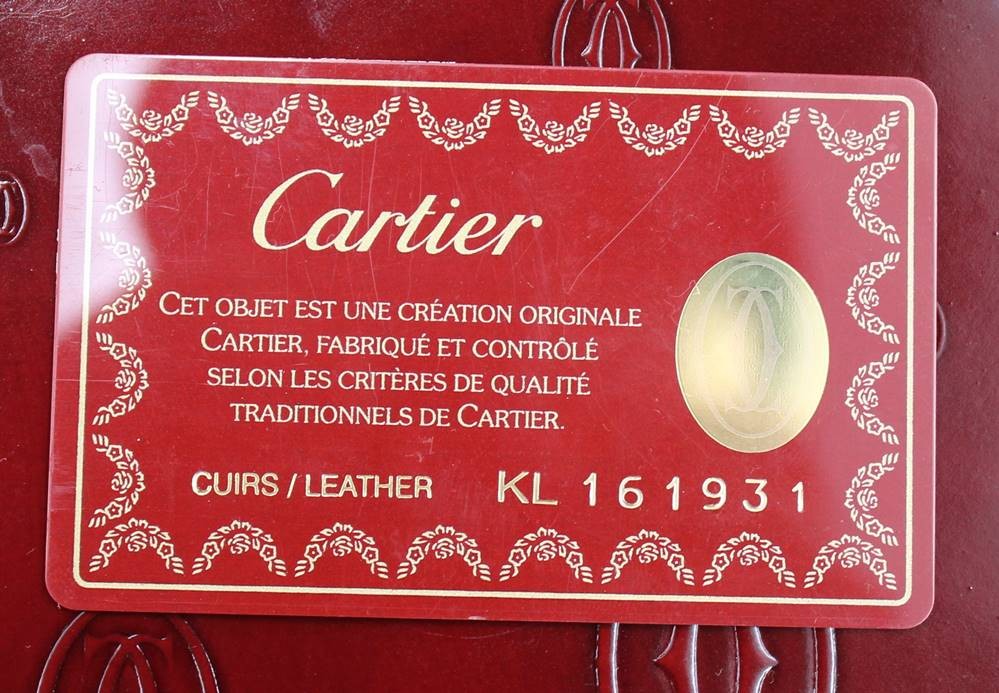 Cartier
CET OBJET EST UNE CRÉATION ORIGINALE
CARTIER, FABRIQUÉ ET CONTRÔLÉ
SELON LES CRITÈRES DE QUALITÉ
TRADITIONNELS DE CARTIER.
CUIRS / LEATHER KL 161931